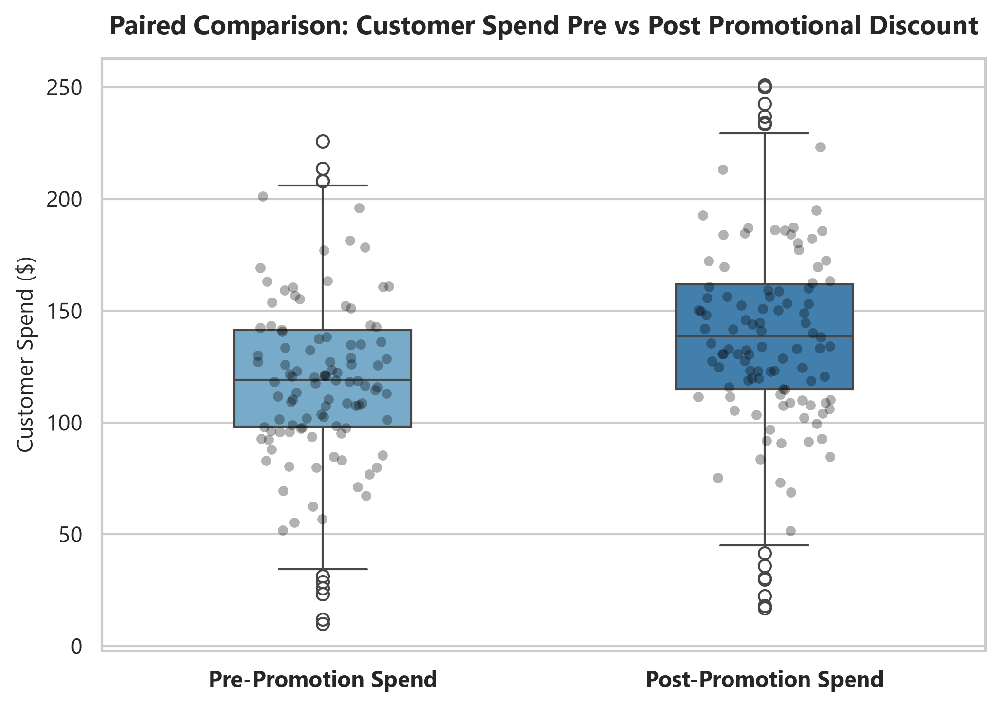 Paired Comparison: Customer Spend Pre vs Post Promotional Discount
Customer Spend ($)
250
200
150
100
50
0
Pre-Promotion Spend
Post-Promotion Spend